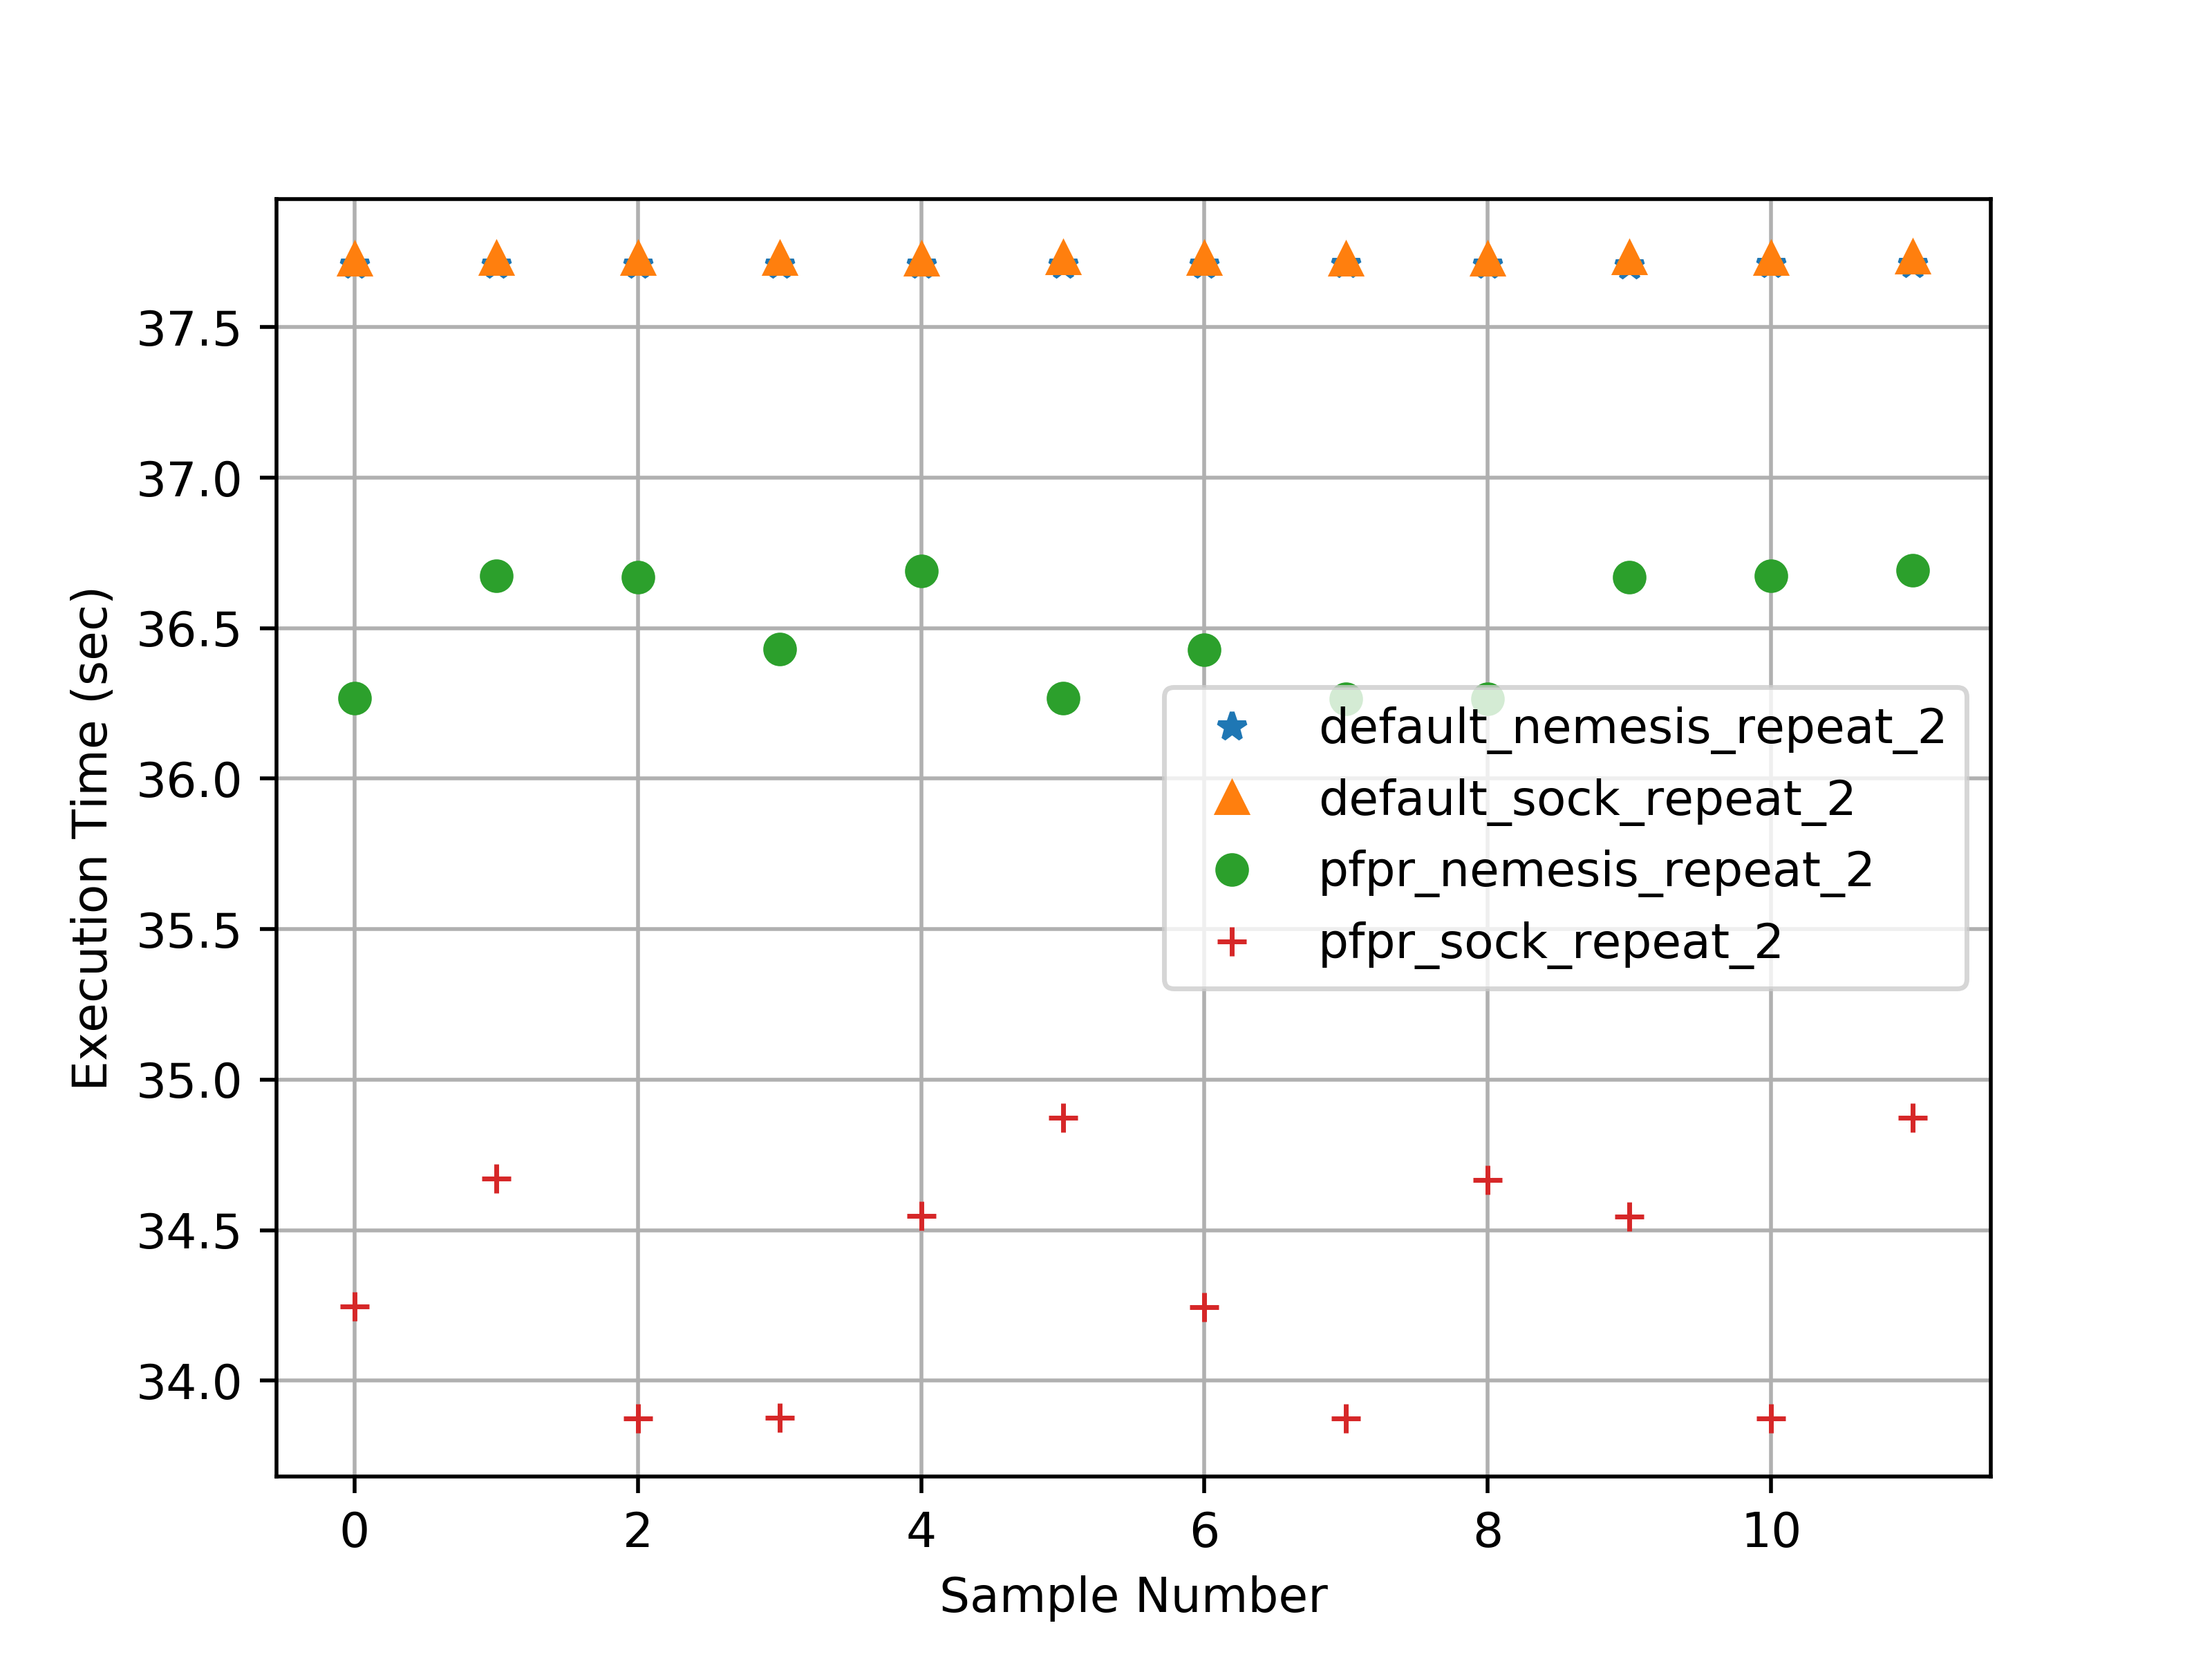 37.5
37.0
36.5
36.0
35.5
35.0
34.5
34.0
Execution Time (sec)
default_nemesis_repeat_2
default_sock_repeat_2
pfpr_nemesis_repeat_2
pfpr_sock_repeat_2
0 2 4 6 8 10
Sample Number